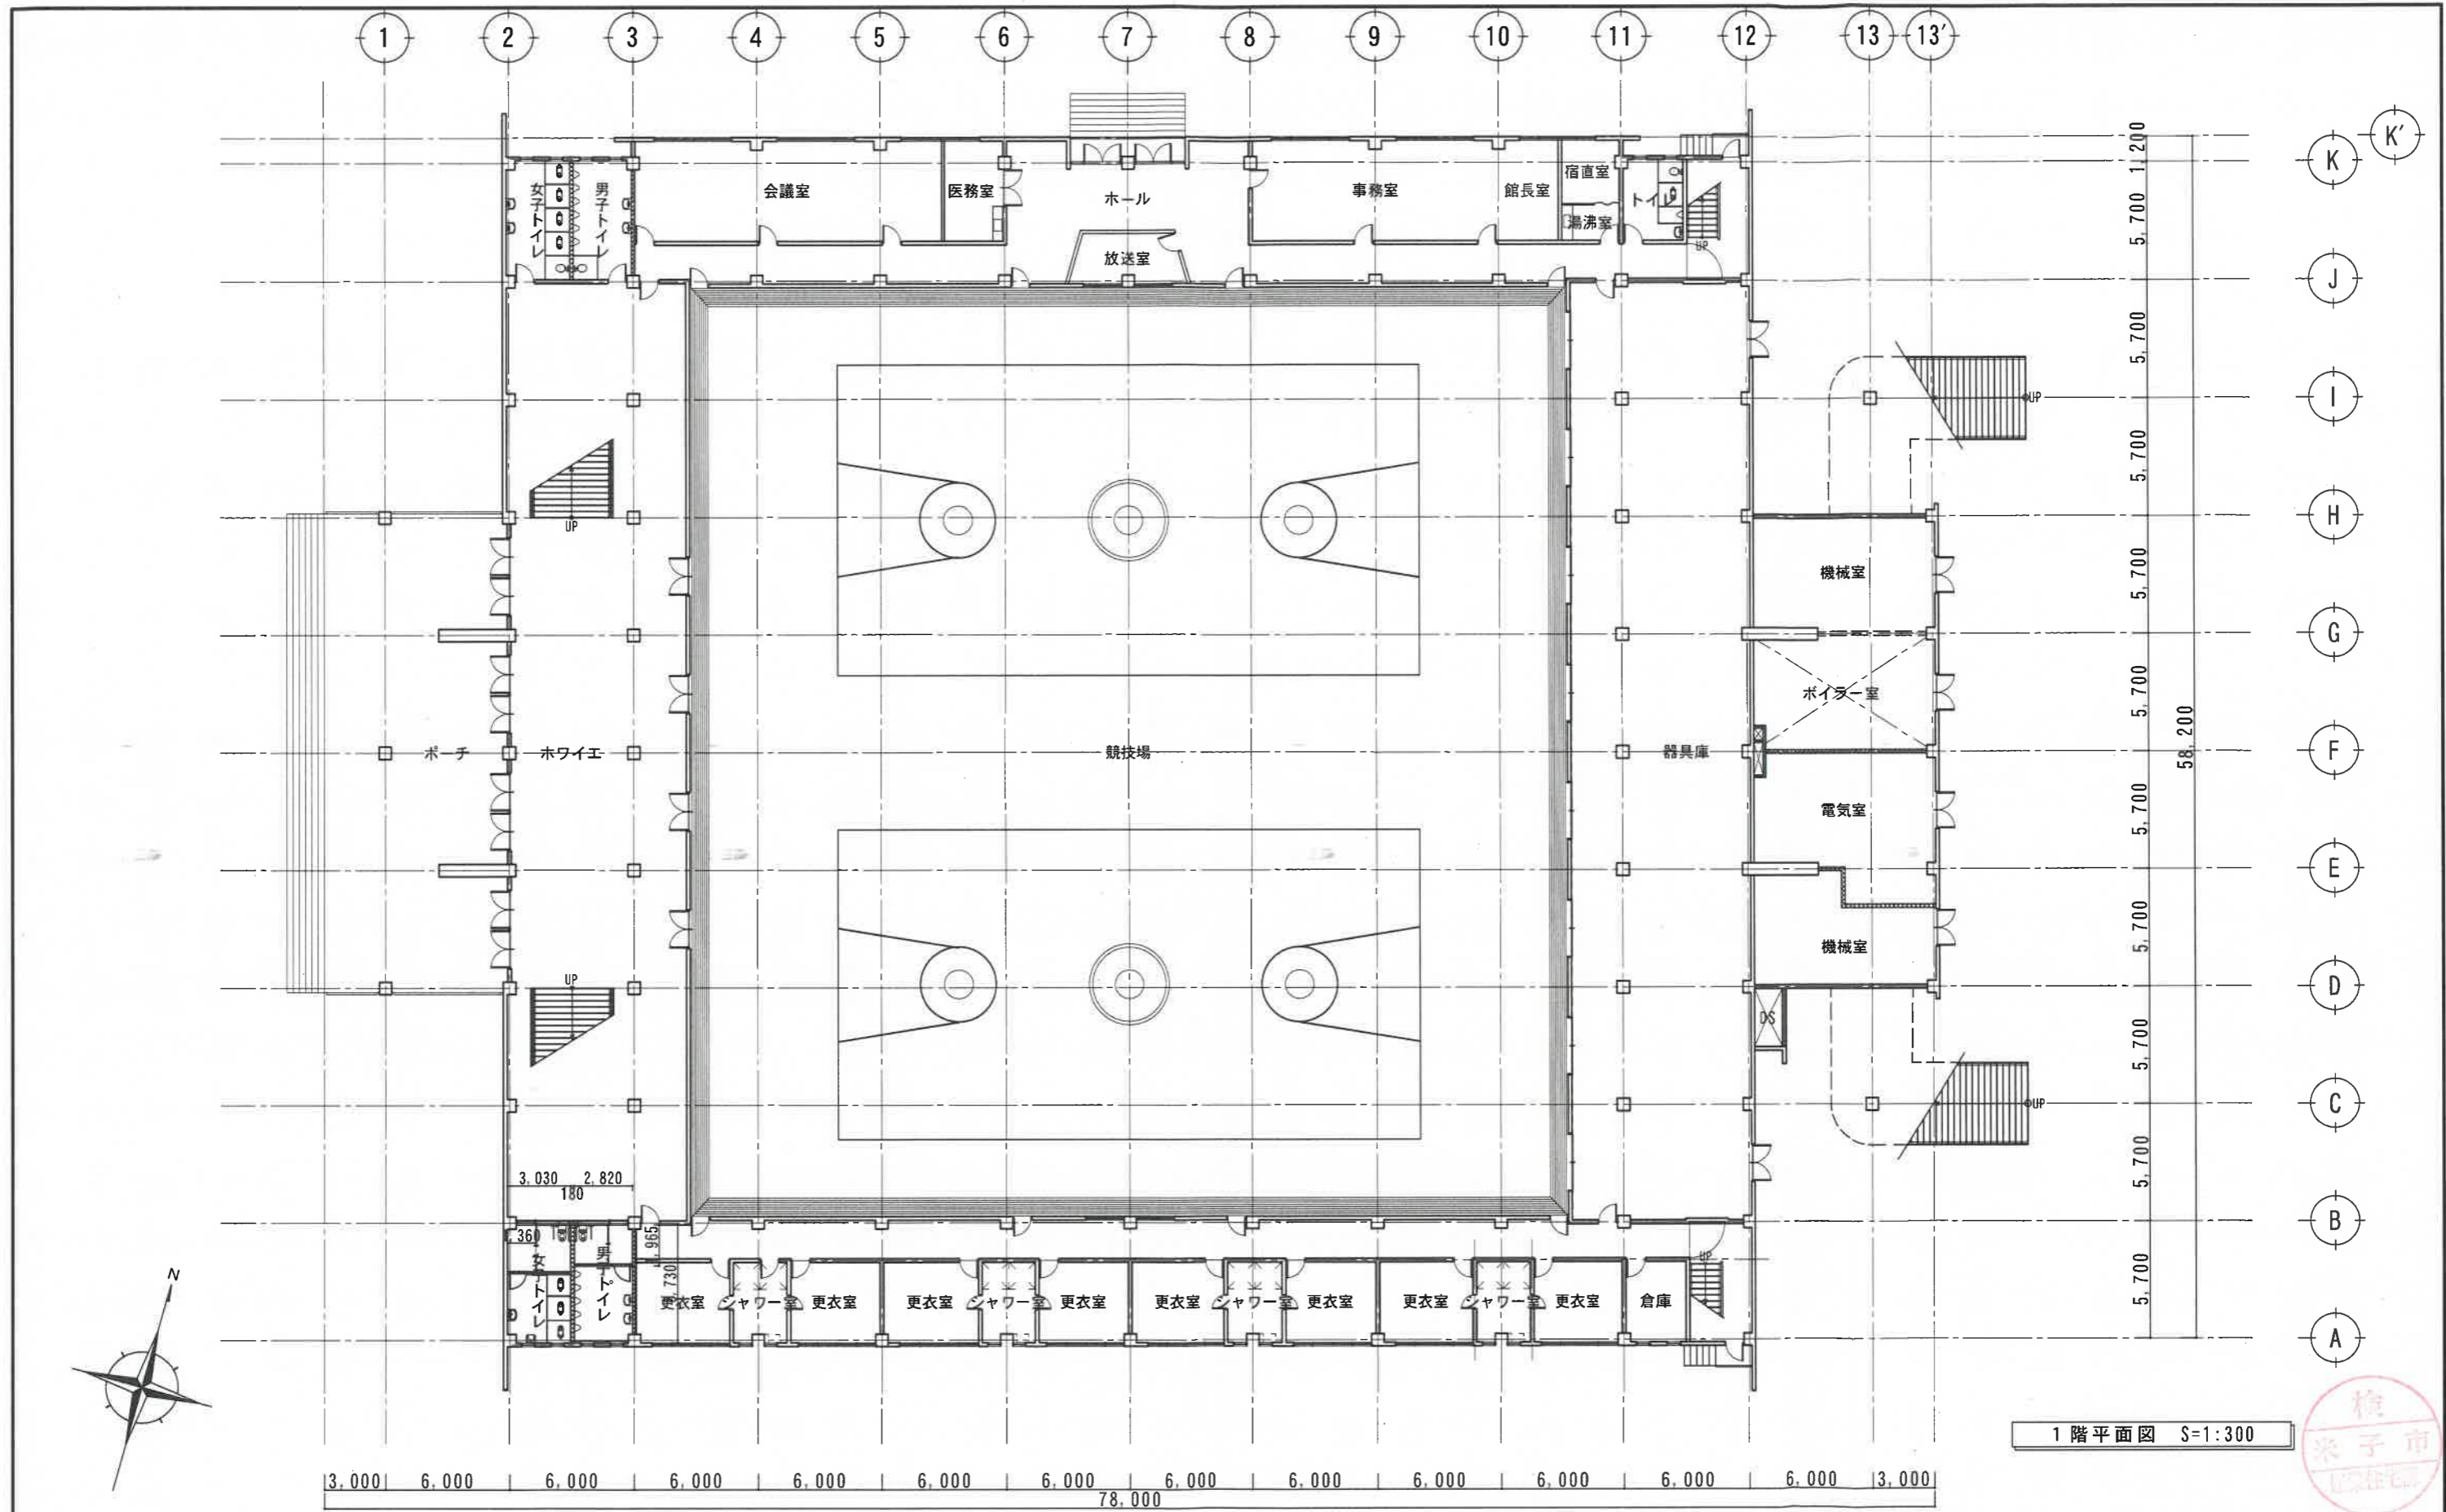 1 2 3 4 5 6 7 8 9 10 11 12 13 13'
K'
K
J
I
H
G
F
E
D
C
B
A
1,200
5,700
5,700
5,700
5,700
5,700
5,700
5,700
5,700
5,700
5,700
58,200
女子トイレ
男子トイレ
会議室
医務室
ホール
放送室
事務室
館長室
宿直室
湯沸室
トイレ
UP
UP
UP
機械室
ボイラー室
ポーチ
ホワイエ
競技場
器具庫
電気室
機械室
UP
DS
UP
3,030
2,820
180
360
965
730
女子トイレ
男子トイレ
更衣室
シャワー室
更衣室
更衣室
シャワー室
更衣室
更衣室
シャワー室
更衣室
更衣室
シャワー室
更衣室
倉庫
UP
N
1階平面図 S=1:300
米子市
3,000 6,000 6,000 6,000 6,000 6,000 6,000 6,000 6,000 6,000 6,000 6,000 6,000 3,000
78,000